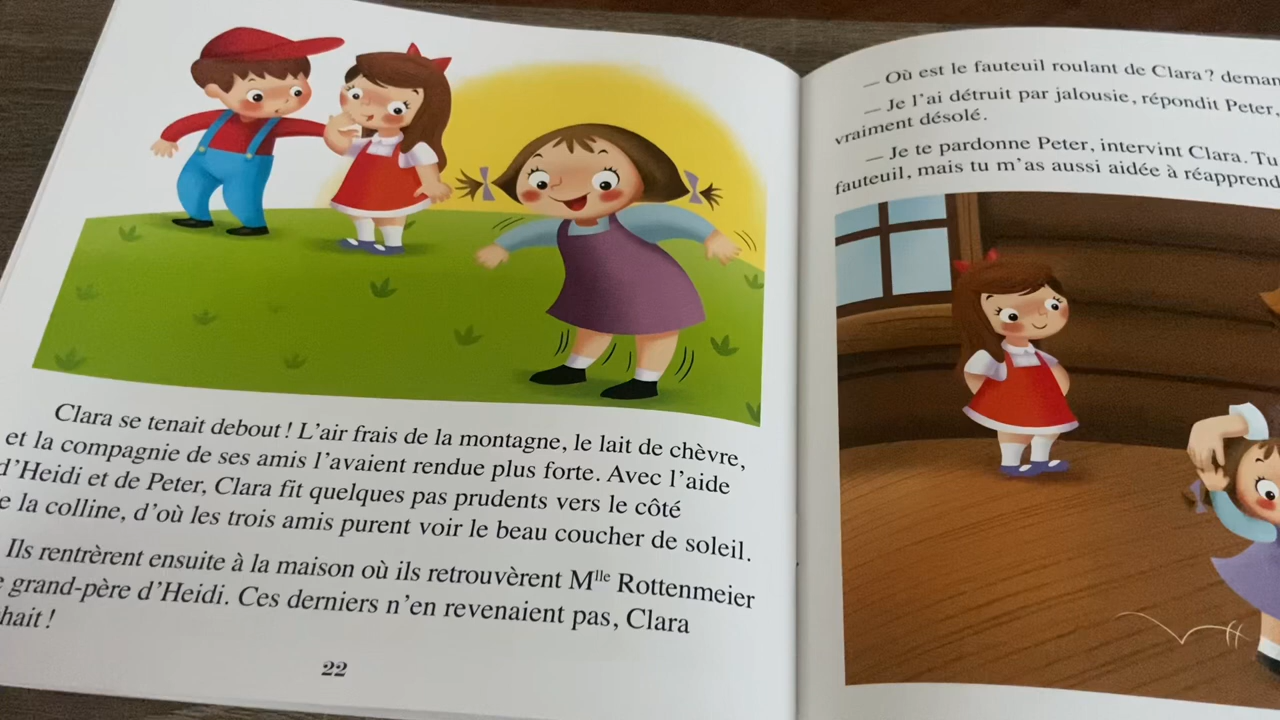 Clara se tenait debout ! L'air frais de la montagne, le lait de chèvre,
et la compagnie de ses amis l'avaient rendue plus forte. Avec l'aide
d'Heidi et de Peter, Clara fit quelques pas prudents vers le côté
la colline, d'où les trois amis purent voir le beau coucher de soleil.
Ils rentrèrent ensuite à la maison où ils retrouvèrent Mlle Rottenmeier
grand-père d'Heidi. Ces derniers n'en revenaient pas, Clara
hait !
22
— Où est le fauteuil roulant de Clara ? deman
— Je l'ai détruit par jalousie, répondit Peter,
vraiment désolé.
— Je te pardonne Peter, intervint Clara. Tu
fauteuil, mais tu m'as aussi aidée à réapprend